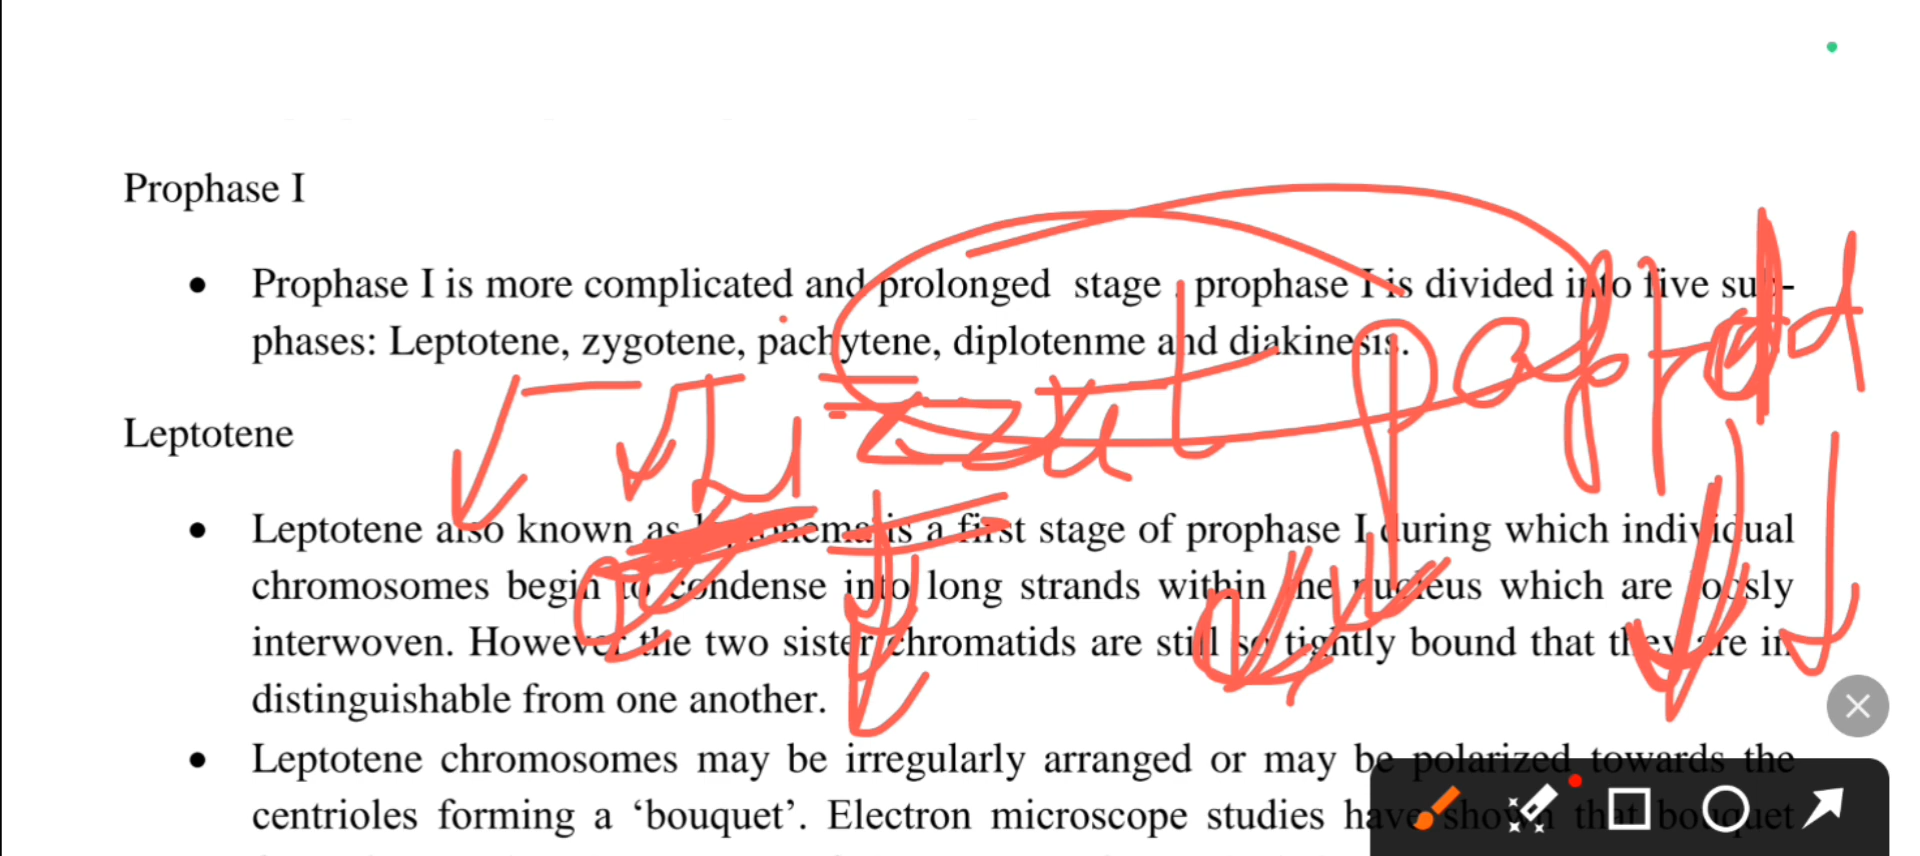 Prophase I
Prophase I is more complicated and prolonged stage , prophase I is divided into five sub-
phases: Leptotene, zygotene, pachytene, diplotenme and diakinesis.
Leptotene
Leptotene also known as is a first stage of prophase I during which individual
chromosomes begin to condense into long strands within the nucleus which are loosly
interwoven. However the two sister chromatids are still so tightly bound that they are in
distinguishable from one another.
Leptotene chromosomes may be irregularly arranged or may be polarized towards the
centrioles forming a ‘bouquet’. Electron microscope studies have shown that bouquet